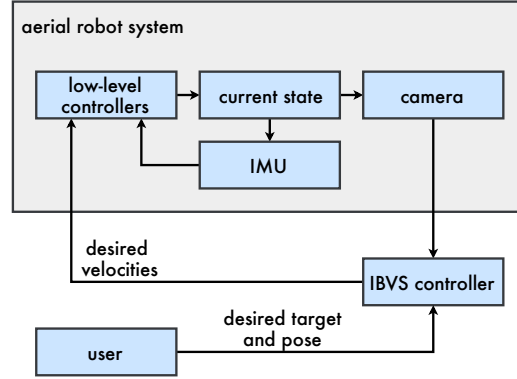 aerial robot system
low-level
controllers
current state
camera
IMU
desired
velocities
IBVS controller
desired target
and pose
user